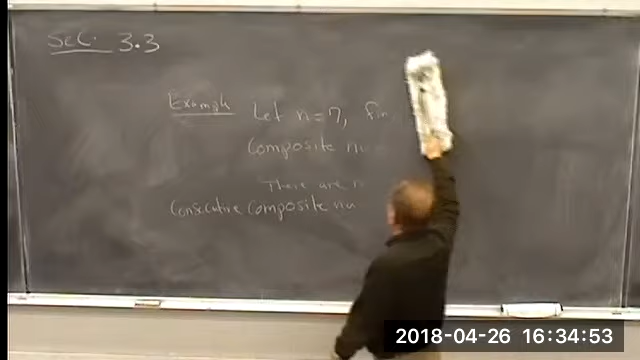 Sec. 3.3
Example Let n=7, fin
Composite nu
There are n
Consecutive composite nu
2018-04-26 16:34:53